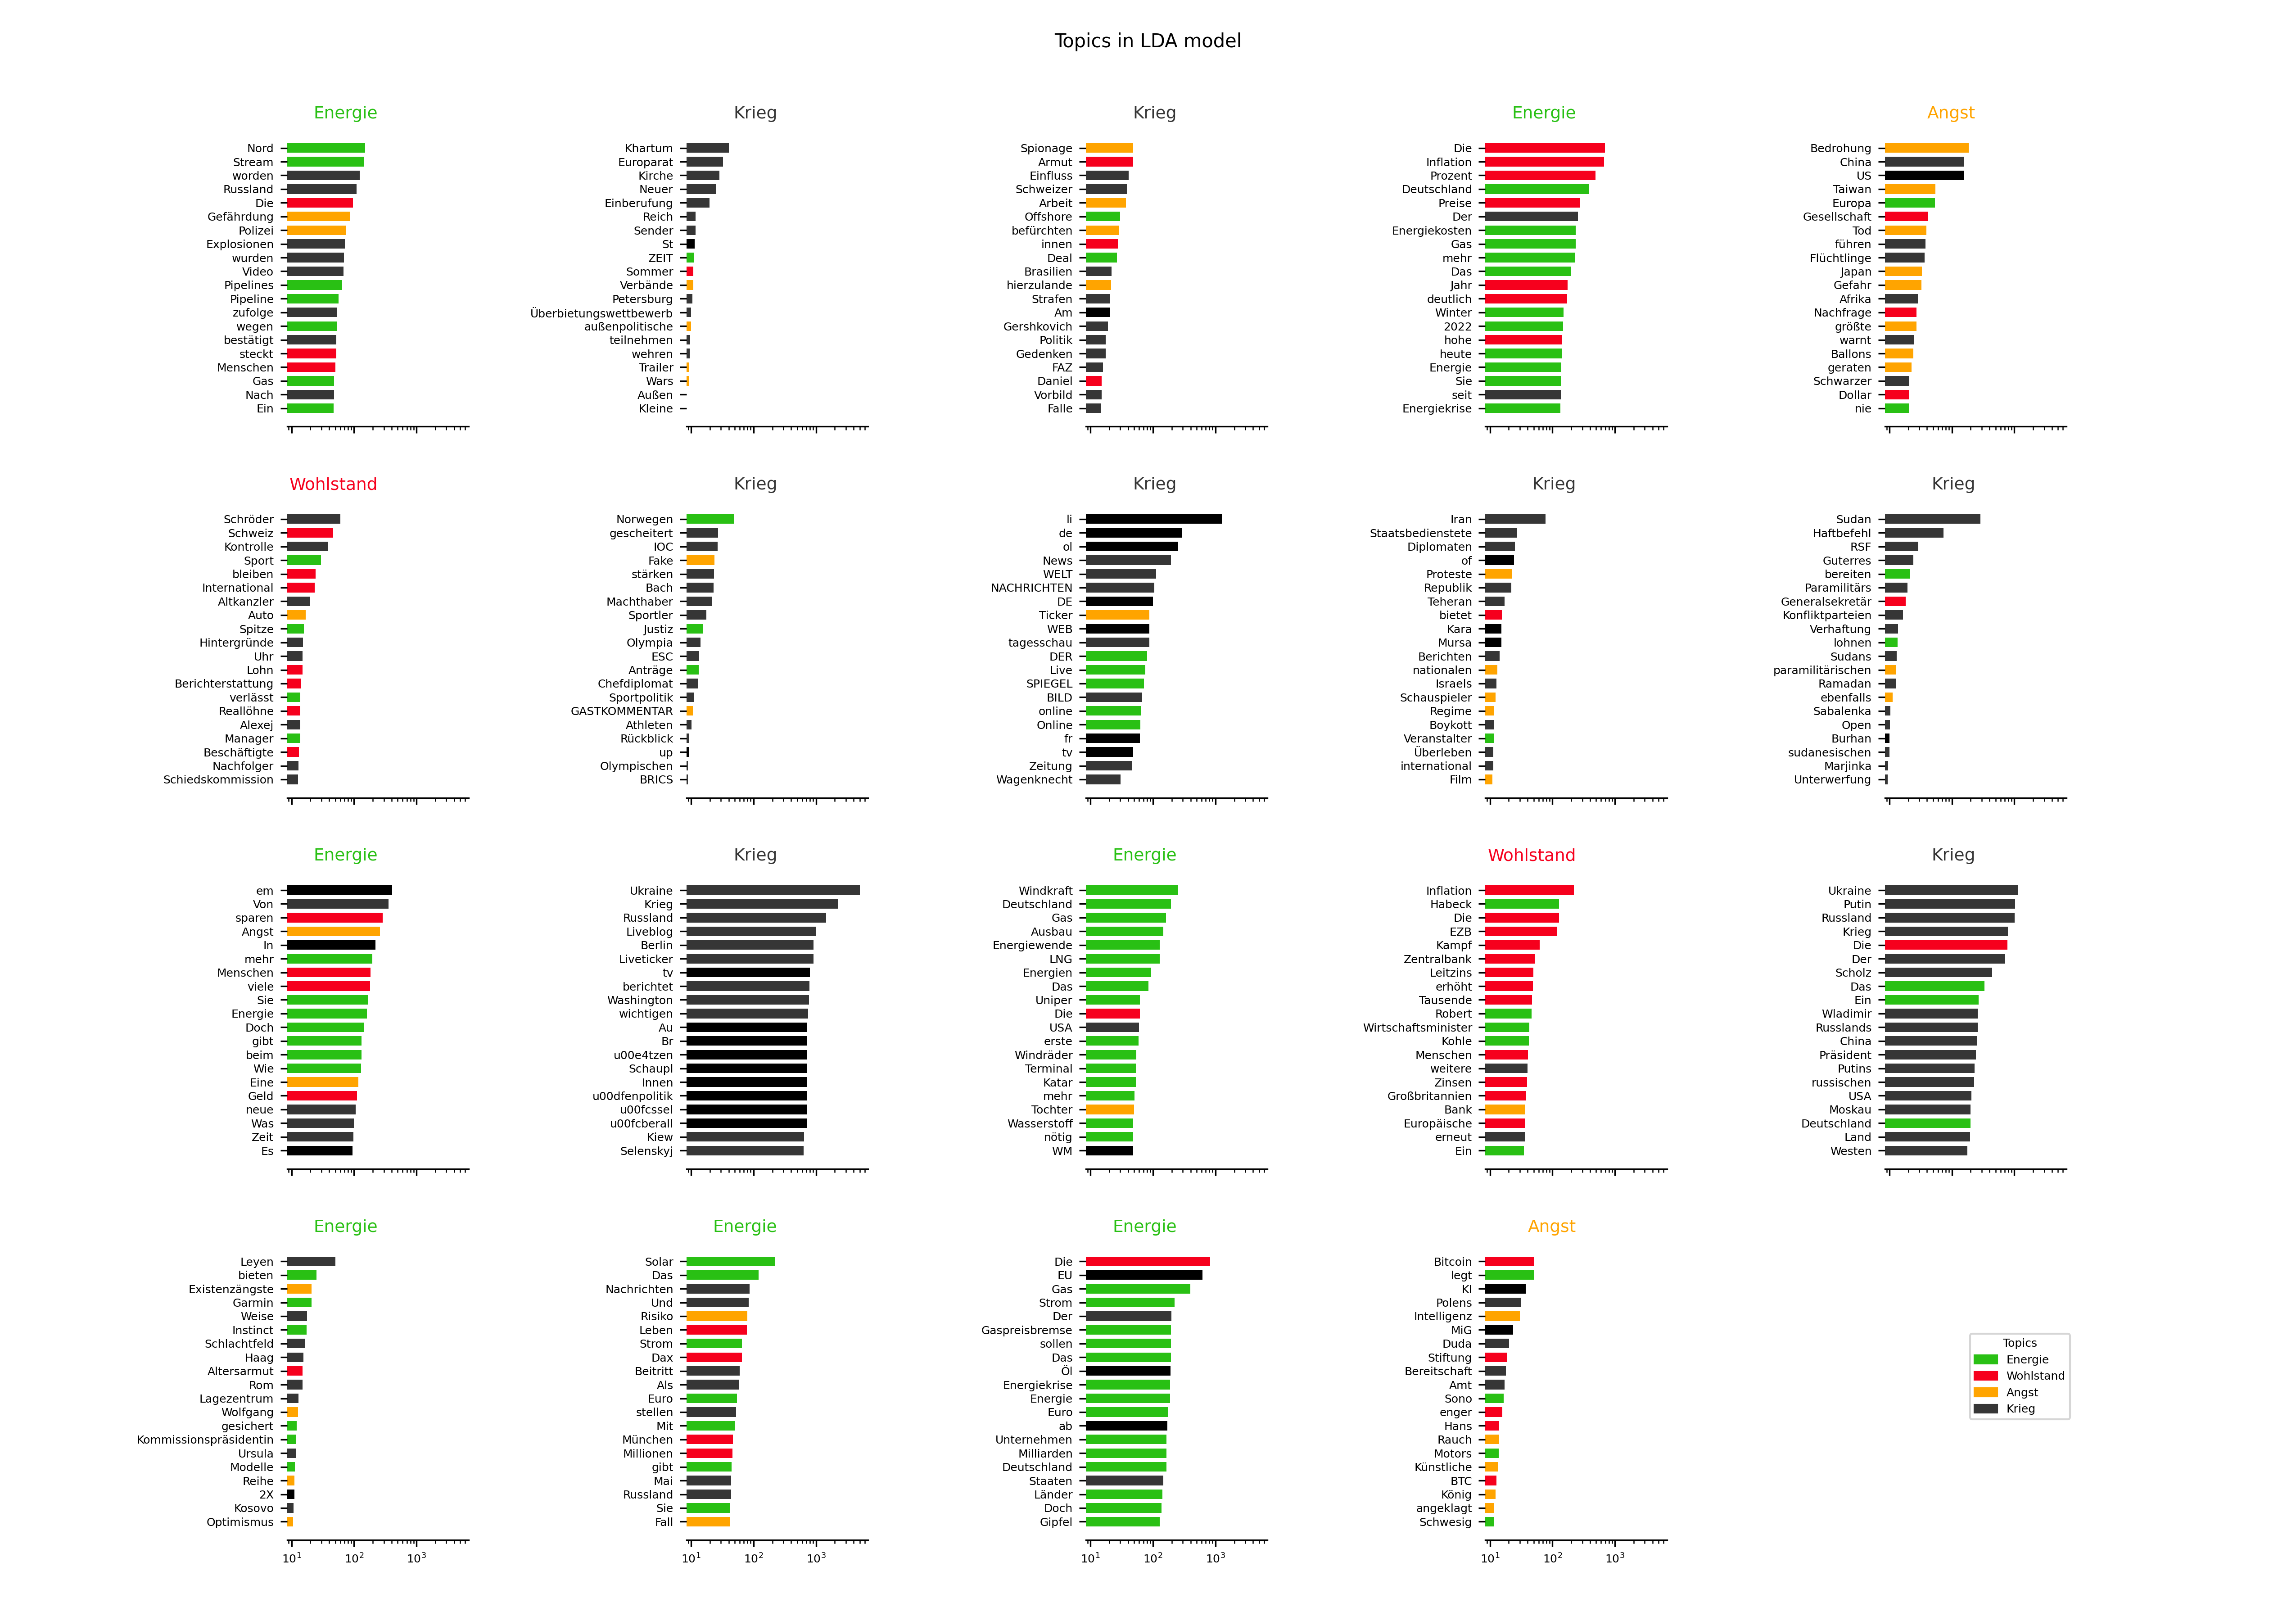 Topics in LDA model
Energie
Nord
Stream
worden
Russland
Die
Gefährdung
Polizei
Explosionen
wurden
Video
Pipelines
Pipeline
zufolge
wegen
bestätigt
steckt
Menschen
Gas
Nach
Ein
Krieg
Khartum
Europarat
Kirche
Neuer
Einberufung
Reich
Sender
St
ZEIT
Sommer
Verbände
Petersburg
Überbietungswettbewerb
außenpolitische
teilnehmen
wehren
Trailer
Wars
Außen
Kleine
Krieg
Spionage
Armut
Einfluss
Schweizer
Arbeit
Offshore
befürchten
innen
Deal
Brasilien
hierzulande
Strafen
Am
Gershkovich
Politik
Gedenken
FAZ
Daniel
Vorbild
Falle
Energie
Die
Inflation
Prozent
Deutschland
Preise
Der
Energiekosten
Gas
mehr
Das
Jahr
deutlich
Winter
2022
hohe
heute
Energie
Sie
seit
Energiekrise
Angst
Bedrohung
China
US
Taiwan
Europa
Gesellschaft
Tod
führen
Flüchtlinge
Japan
Gefahr
Afrika
Nachfrage
größte
warnt
Ballons
geraten
Schwarzer
Dollar
nie
Wohlstand
Schröder
Schweiz
Kontrolle
Sport
bleiben
International
Altkanzler
Auto
Spitze
Hintergründe
Uhr
Lohn
Berichterstattung
verlässt
Reallöhne
Alexej
Manager
Beschäftigte
Nachfolger
Schiedskommission
Krieg
Norwegen
gescheitert
IOC
Fake
stärken
Bach
Machthaber
Sportler
Justiz
Olympia
ESC
Anträge
Chefdiplomat
Sportpolitik
GASTKOMMENTAR
Athleten
Rückblick
up
Olympischen
BRICS
Krieg
li
de
ol
News
WELT
NACHRICHTEN
DE
Ticker
WEB
tagesschau
DER
Live
SPIEGEL
BILD
online
Online
fr
tv
Zeitung
Wagenknecht
Krieg
Iran
Staatsbedienstete
Diplomaten
of
Proteste
Republik
Teheran
bietet
Kara
Mursa
Berichten
nationalen
Israels
Schauspieler
Regime
Boykott
Veranstalter
Überleben
international
Film
Krieg
Sudan
Haftbefehl
RSF
Guterres
bereiten
Paramilitärs
Generalsekretär
Konfliktparteien
Verhaftung
lohnen
Sudans
paramilitärischen
Ramadan
ebenfalls
Sabalenka
Open
Burhan
sudanesischen
Marjinka
Unterwerfung
Energie
em
Von
sparen
Angst
In
mehr
Menschen
viele
Sie
Energie
Doch
gibt
beim
Wie
Eine
Geld
neue
Was
Zeit
Es
Krieg
Ukraine
Krieg
Russland
Liveblog
Berlin
Liveticker
tv
berichtet
Washington
wichtigen
Au
Br
u00e4tzen
Schaupl
Innen
u00dfenpolitik
u00fcssel
u00fcberall
Kiew
Selenskyj
Energie
Windkraft
Deutschland
Gas
Ausbau
Energiewende
LNG
Energien
Das
Uniper
Die
USA
erste
Windräder
Terminal
Katar
mehr
Tochter
Wasserstoff
nötig
WM
Wohlstand
Inflation
Habeck
Die
EZB
Kampf
Zentralbank
Leitzins
erhöht
Tausende
Robert
Wirtschaftsminister
Kohle
Menschen
weitere
Zinsen
Großbritannien
Bank
Europäische
erneut
Ein
Krieg
Ukraine
Putin
Russland
Krieg
Die
Der
Scholz
Das
Ein
Wladimir
Russlands
China
Präsident
Putins
russischen
USA
Moskau
Deutschland
Land
Westen
Energie
Leyen
bieten
Existenzängste
Garmin
Weise
Instinct
Schlachtfeld
Haag
Altersarmut
Rom
Lagezentrum
Wolfgang
gesichert
Kommissionspräsidentin
Ursula
Modelle
Reihe
2X
Kosovo
Optimismus
10¹ 10² 10³
Energie
Solar
Das
Nachrichten
Und
Risiko
Leben
Strom
Dax
Beitritt
Als
Euro
stellen
Mit
München
Millionen
gibt
Mai
Russland
Sie
Fall
10¹ 10² 10³
Energie
Die
EU
Gas
Strom
Der
Gaspreisbremse
sollen
Das
Öl
Energiekrise
Energie
Euro
ab
Unternehmen
Milliarden
Deutschland
Staaten
Länder
Doch
Gipfel
10¹ 10² 10³
Angst
Bitcoin
legt
KI
Polens
Intelligenz
MiG
Duda
Stiftung
Bereitschaft
Amt
Sono
enger
Hans
Rauch
Motors
Künstliche
BTC
König
angeklagt
Schwesig
10¹ 10² 10³
Topics
Energie
Wohlstand
Angst
Krieg